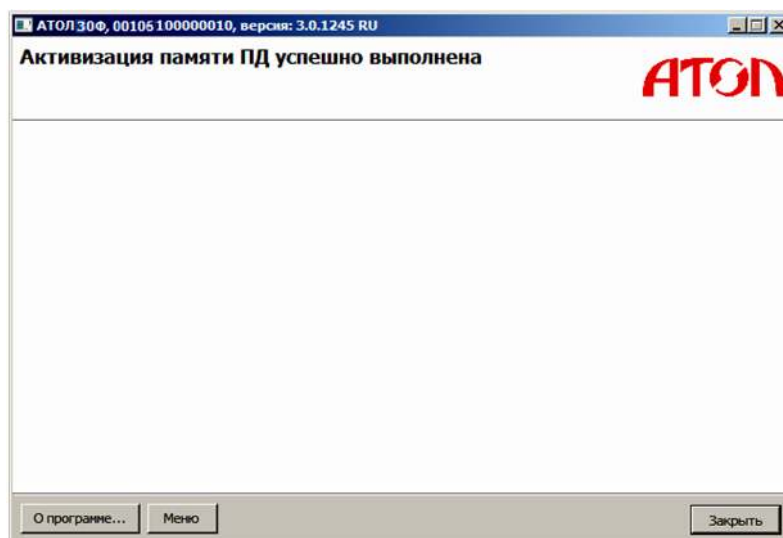 АТОЛ 30Ф, 00106100000010, версия: 3.0.1245 RU
Активизация памяти ПД успешно выполнена
АТОЛ
О программе...
Меню
Закрыть